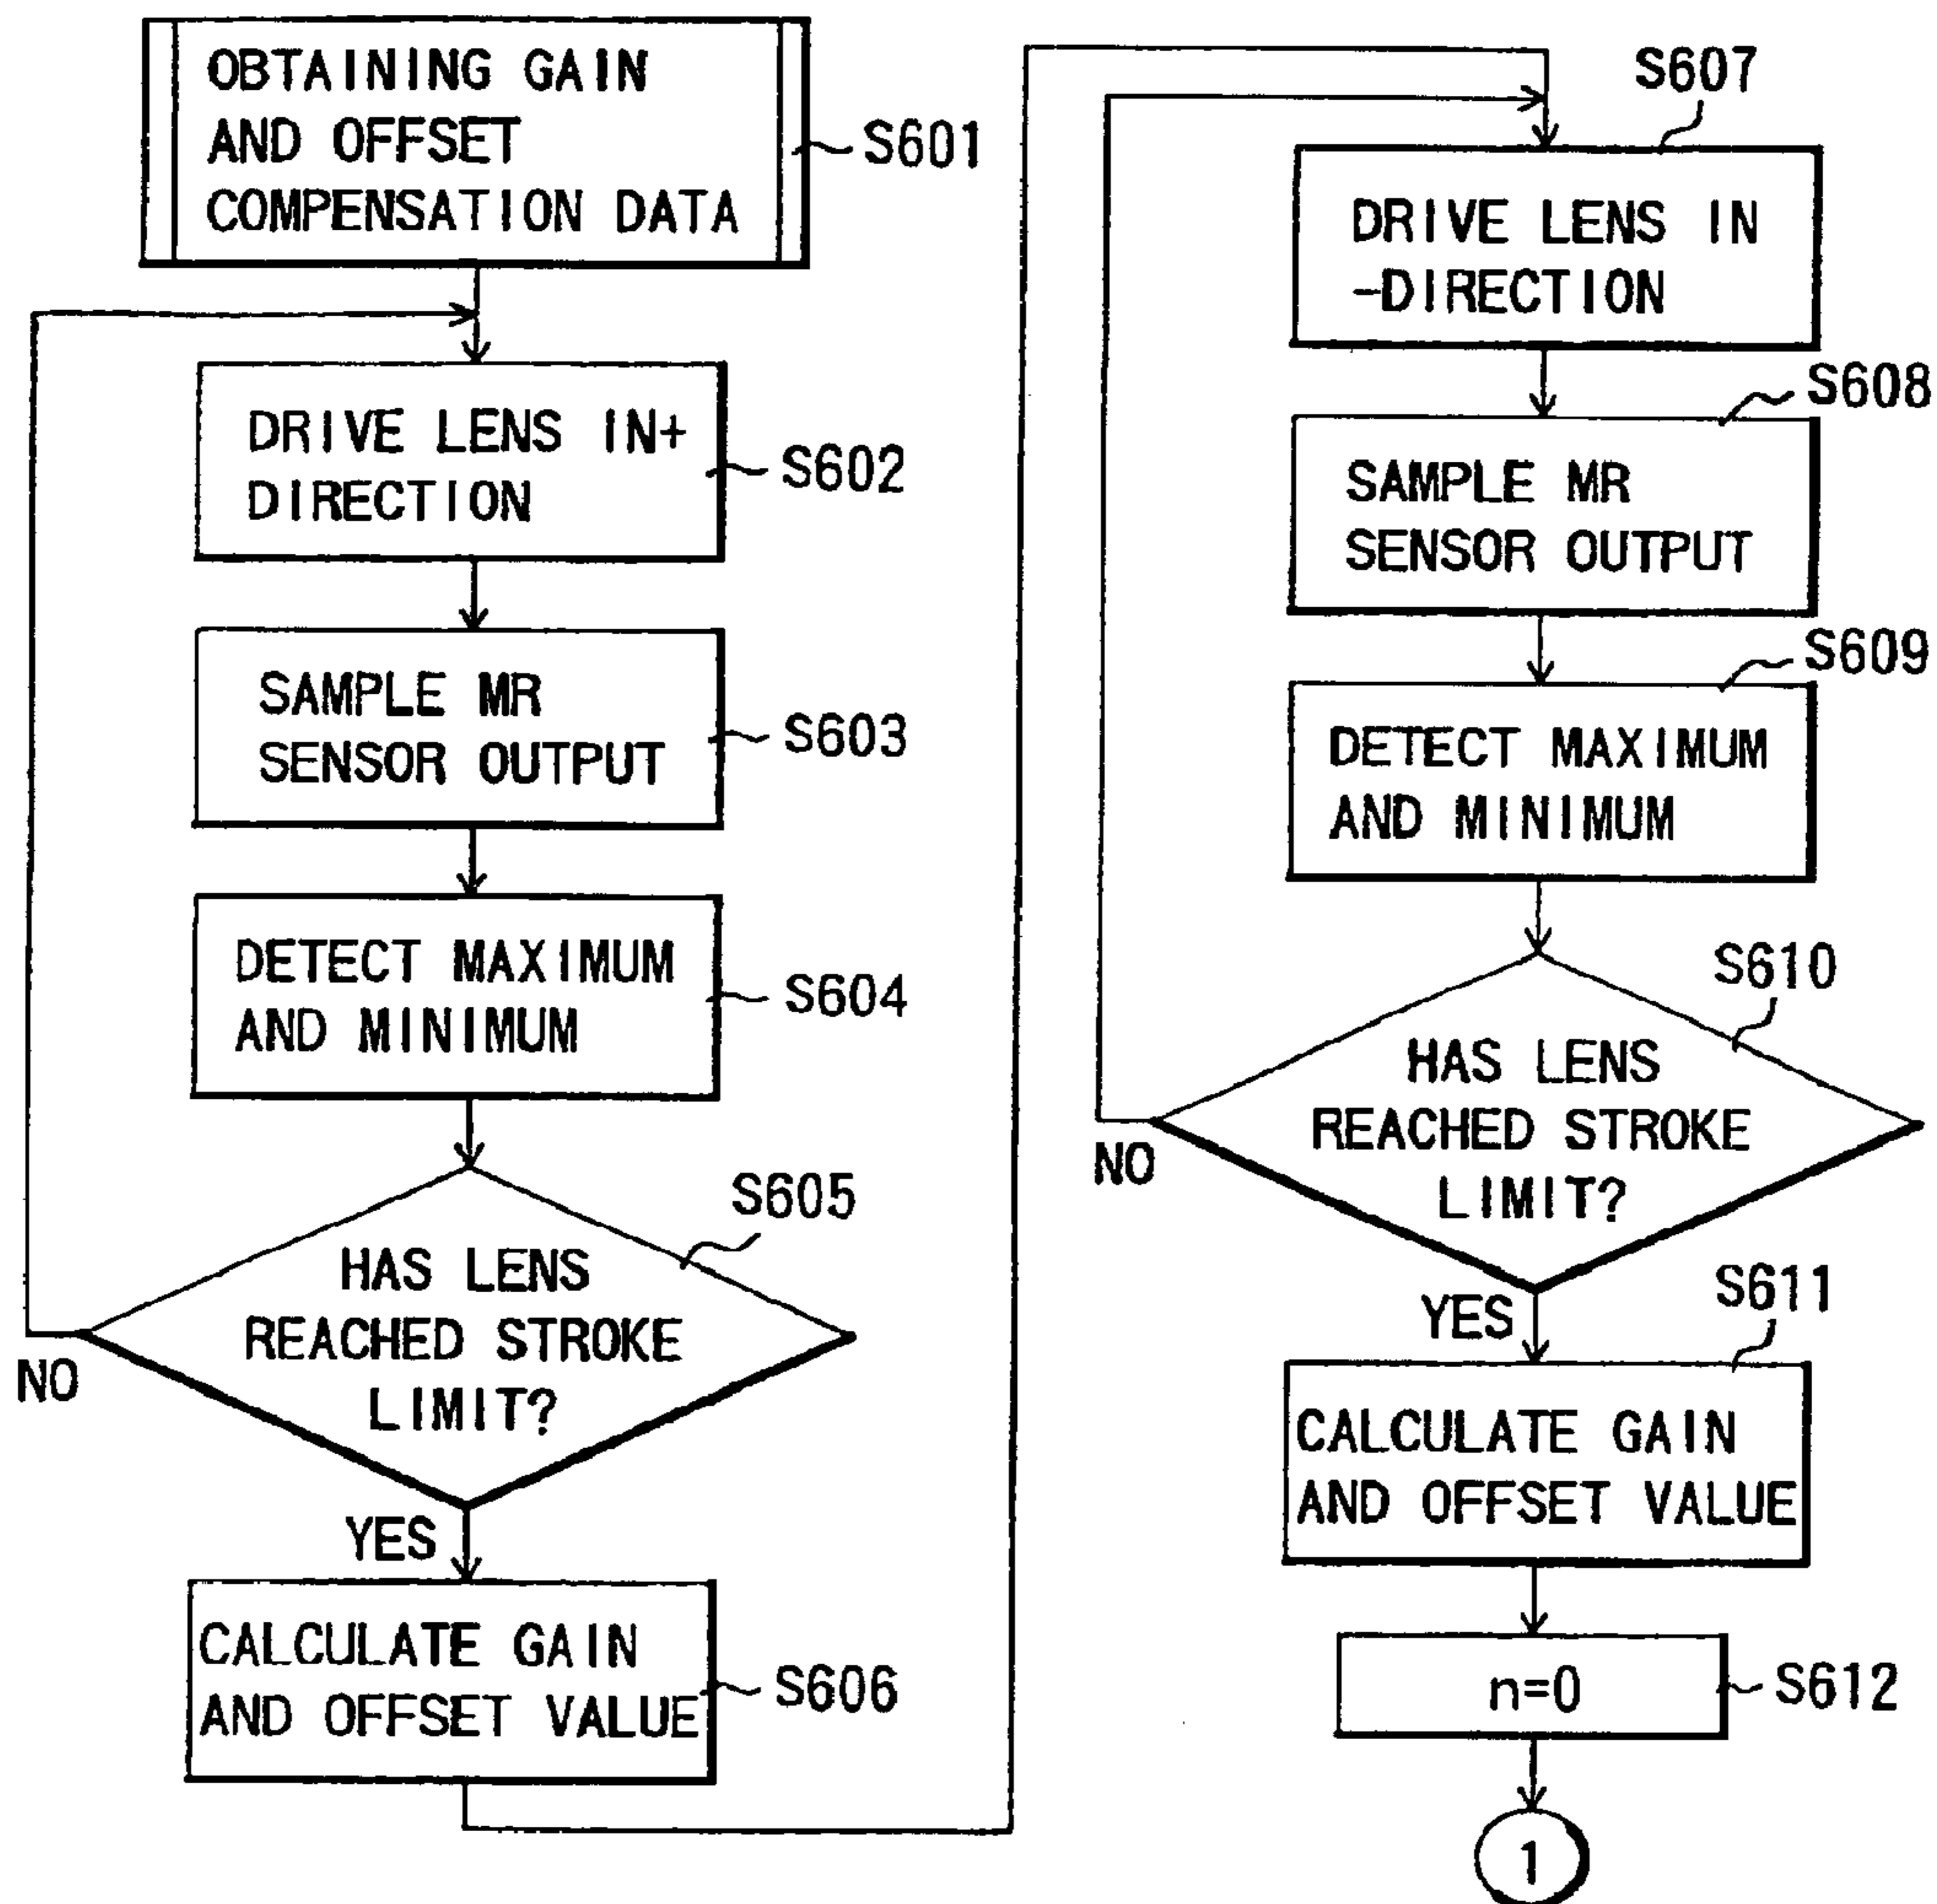 OBTAINING GAIN
AND OFFSET
COMPENSATION DATA
S601
DRIVE LENS IN+
DIRECTION
S602
SAMPLE MR
SENSOR OUTPUT
S603
DETECT MAXIMUM
AND MINIMUM
S604
S605
HAS LENS
REACHED STROKE
LIMIT?
NO
YES
CALCULATE GAIN
AND OFFSET VALUE
S606
S607
DRIVE LENS IN
-DIRECTION
S608
SAMPLE MR
SENSOR OUTPUT
S609
DETECT MAXIMUM
AND MINIMUM
S610
HAS LENS
REACHED STROKE
LIMIT?
NO
YES
S611
CALCULATE GAIN
AND OFFSET VALUE
n=0
S612
1